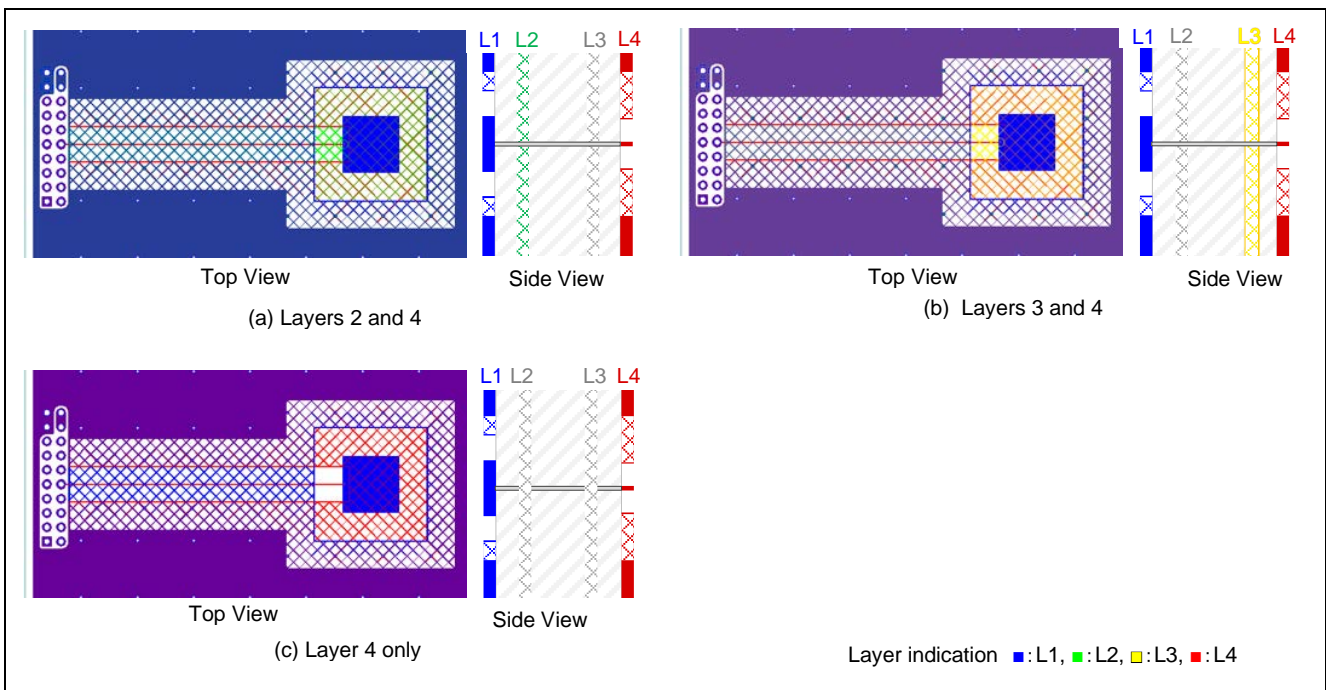 L1 L2 L3 L4
Top View
Side View
(a) Layers 2 and 4
L1 L2 L3 L4
Top View
Side View
(b) Layers 3 and 4
L1 L2 L3 L4
Top View
Side View
(c) Layer 4 only
Layer indication ■:L1, ■:L2, ■:L3, ■:L4